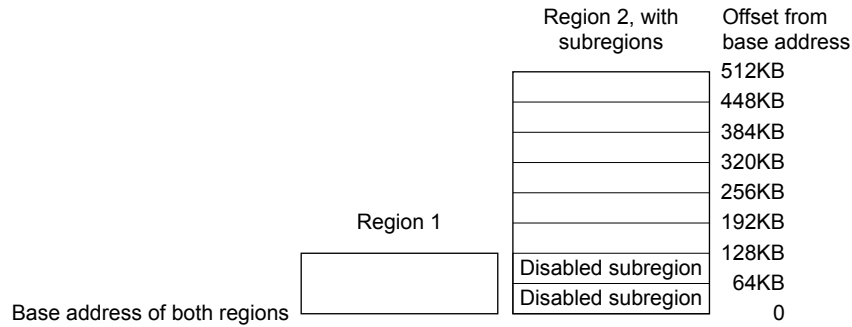 Region 2, with
subregions
Offset from
base address
512KB
448KB
384KB
320KB
256KB
192KB
Region 1
128KB
Disabled subregion
64KB
Disabled subregion
Base address of both regions
0